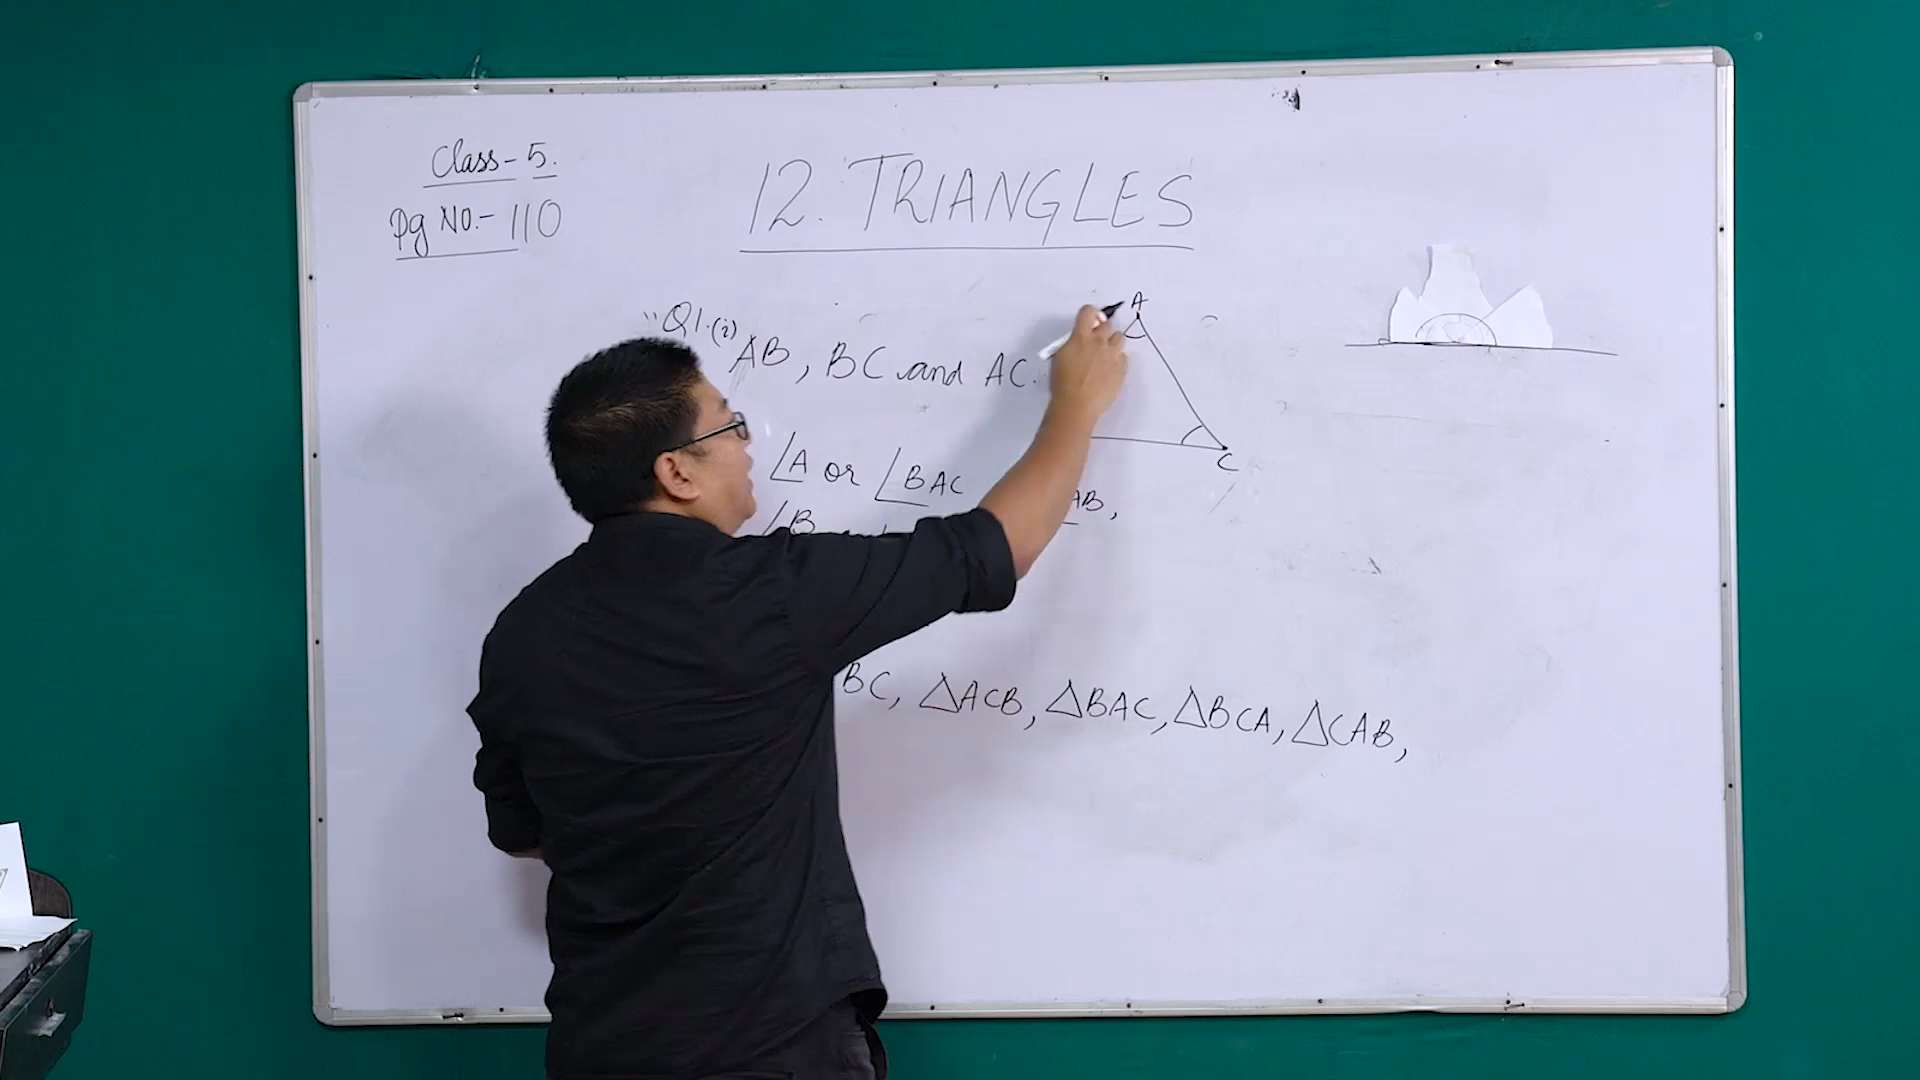 Class-5.
Pg No.- 110
12. TRIANGLES
Q1.(i)
AB, BC and AC.
A
C
∠A or ∠BAC
AB,
∠B
BC, △ACB, △BAC, △BCA, △CAB,